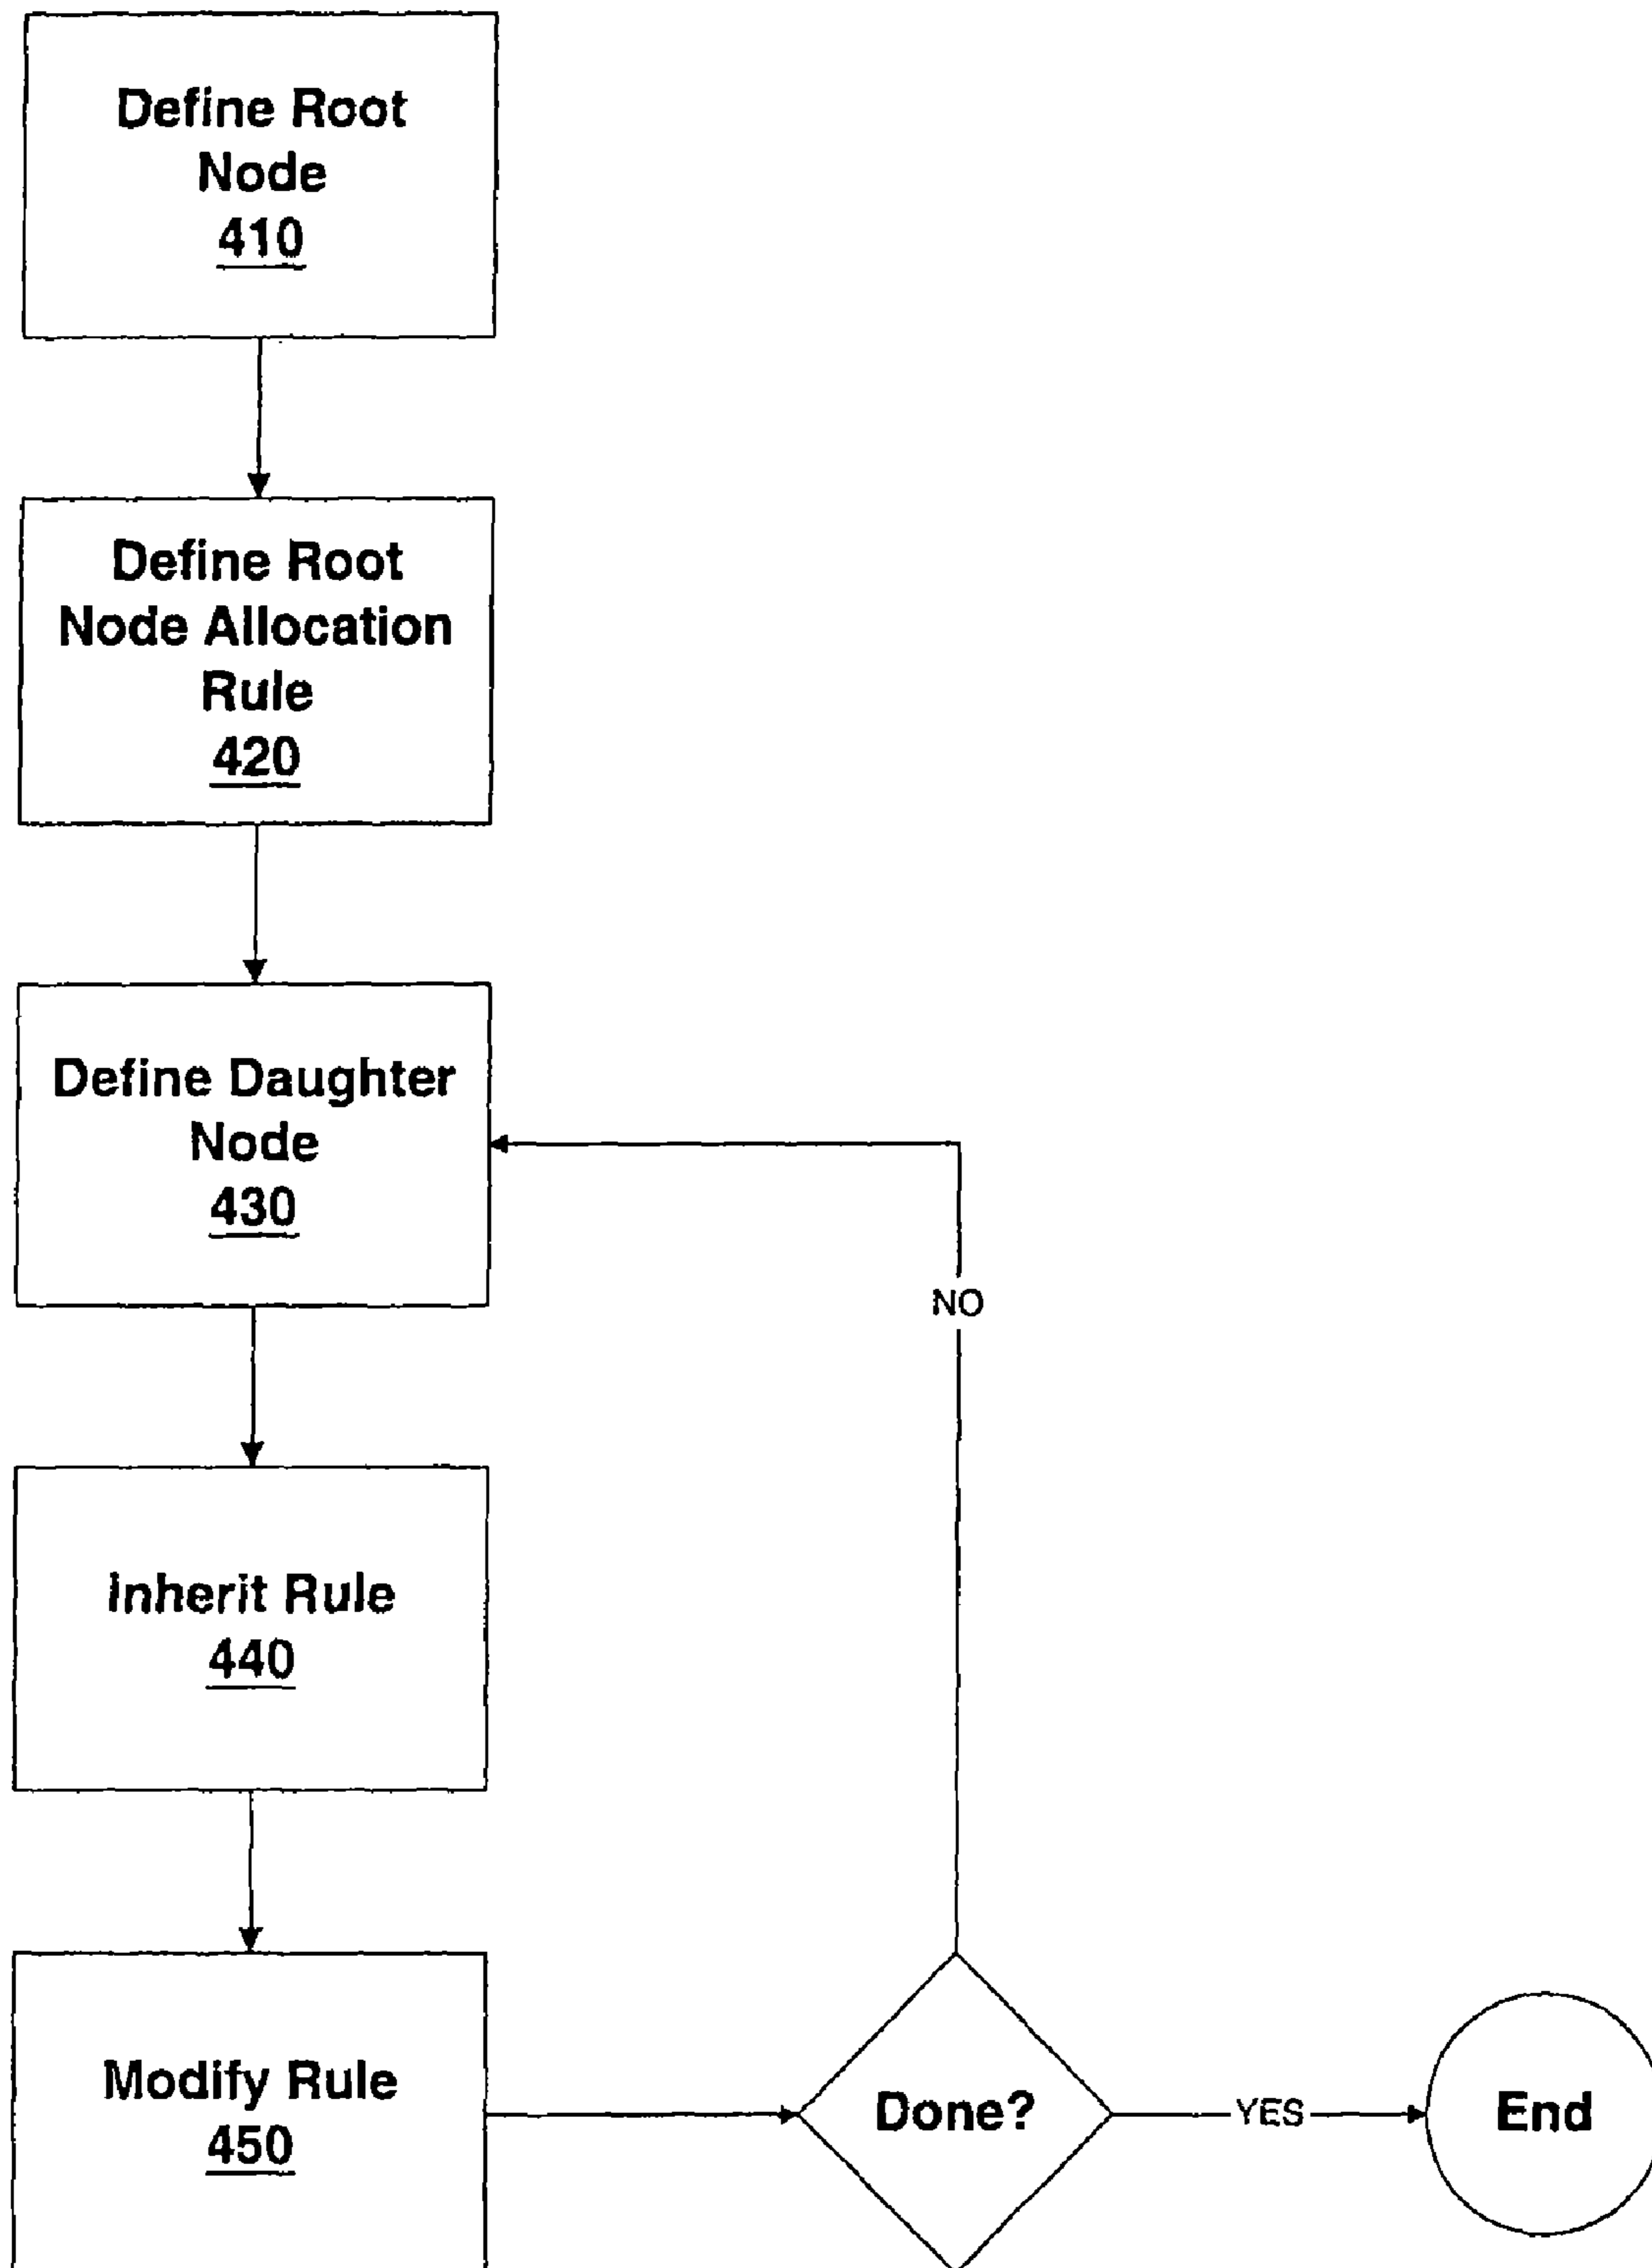 Define Root
Node
410
Define Root
Node Allocation
Rule
420
Define Daughter
Node
430
NO
Inherit Rule
440
Modify Rule
450
Done?
YES
End